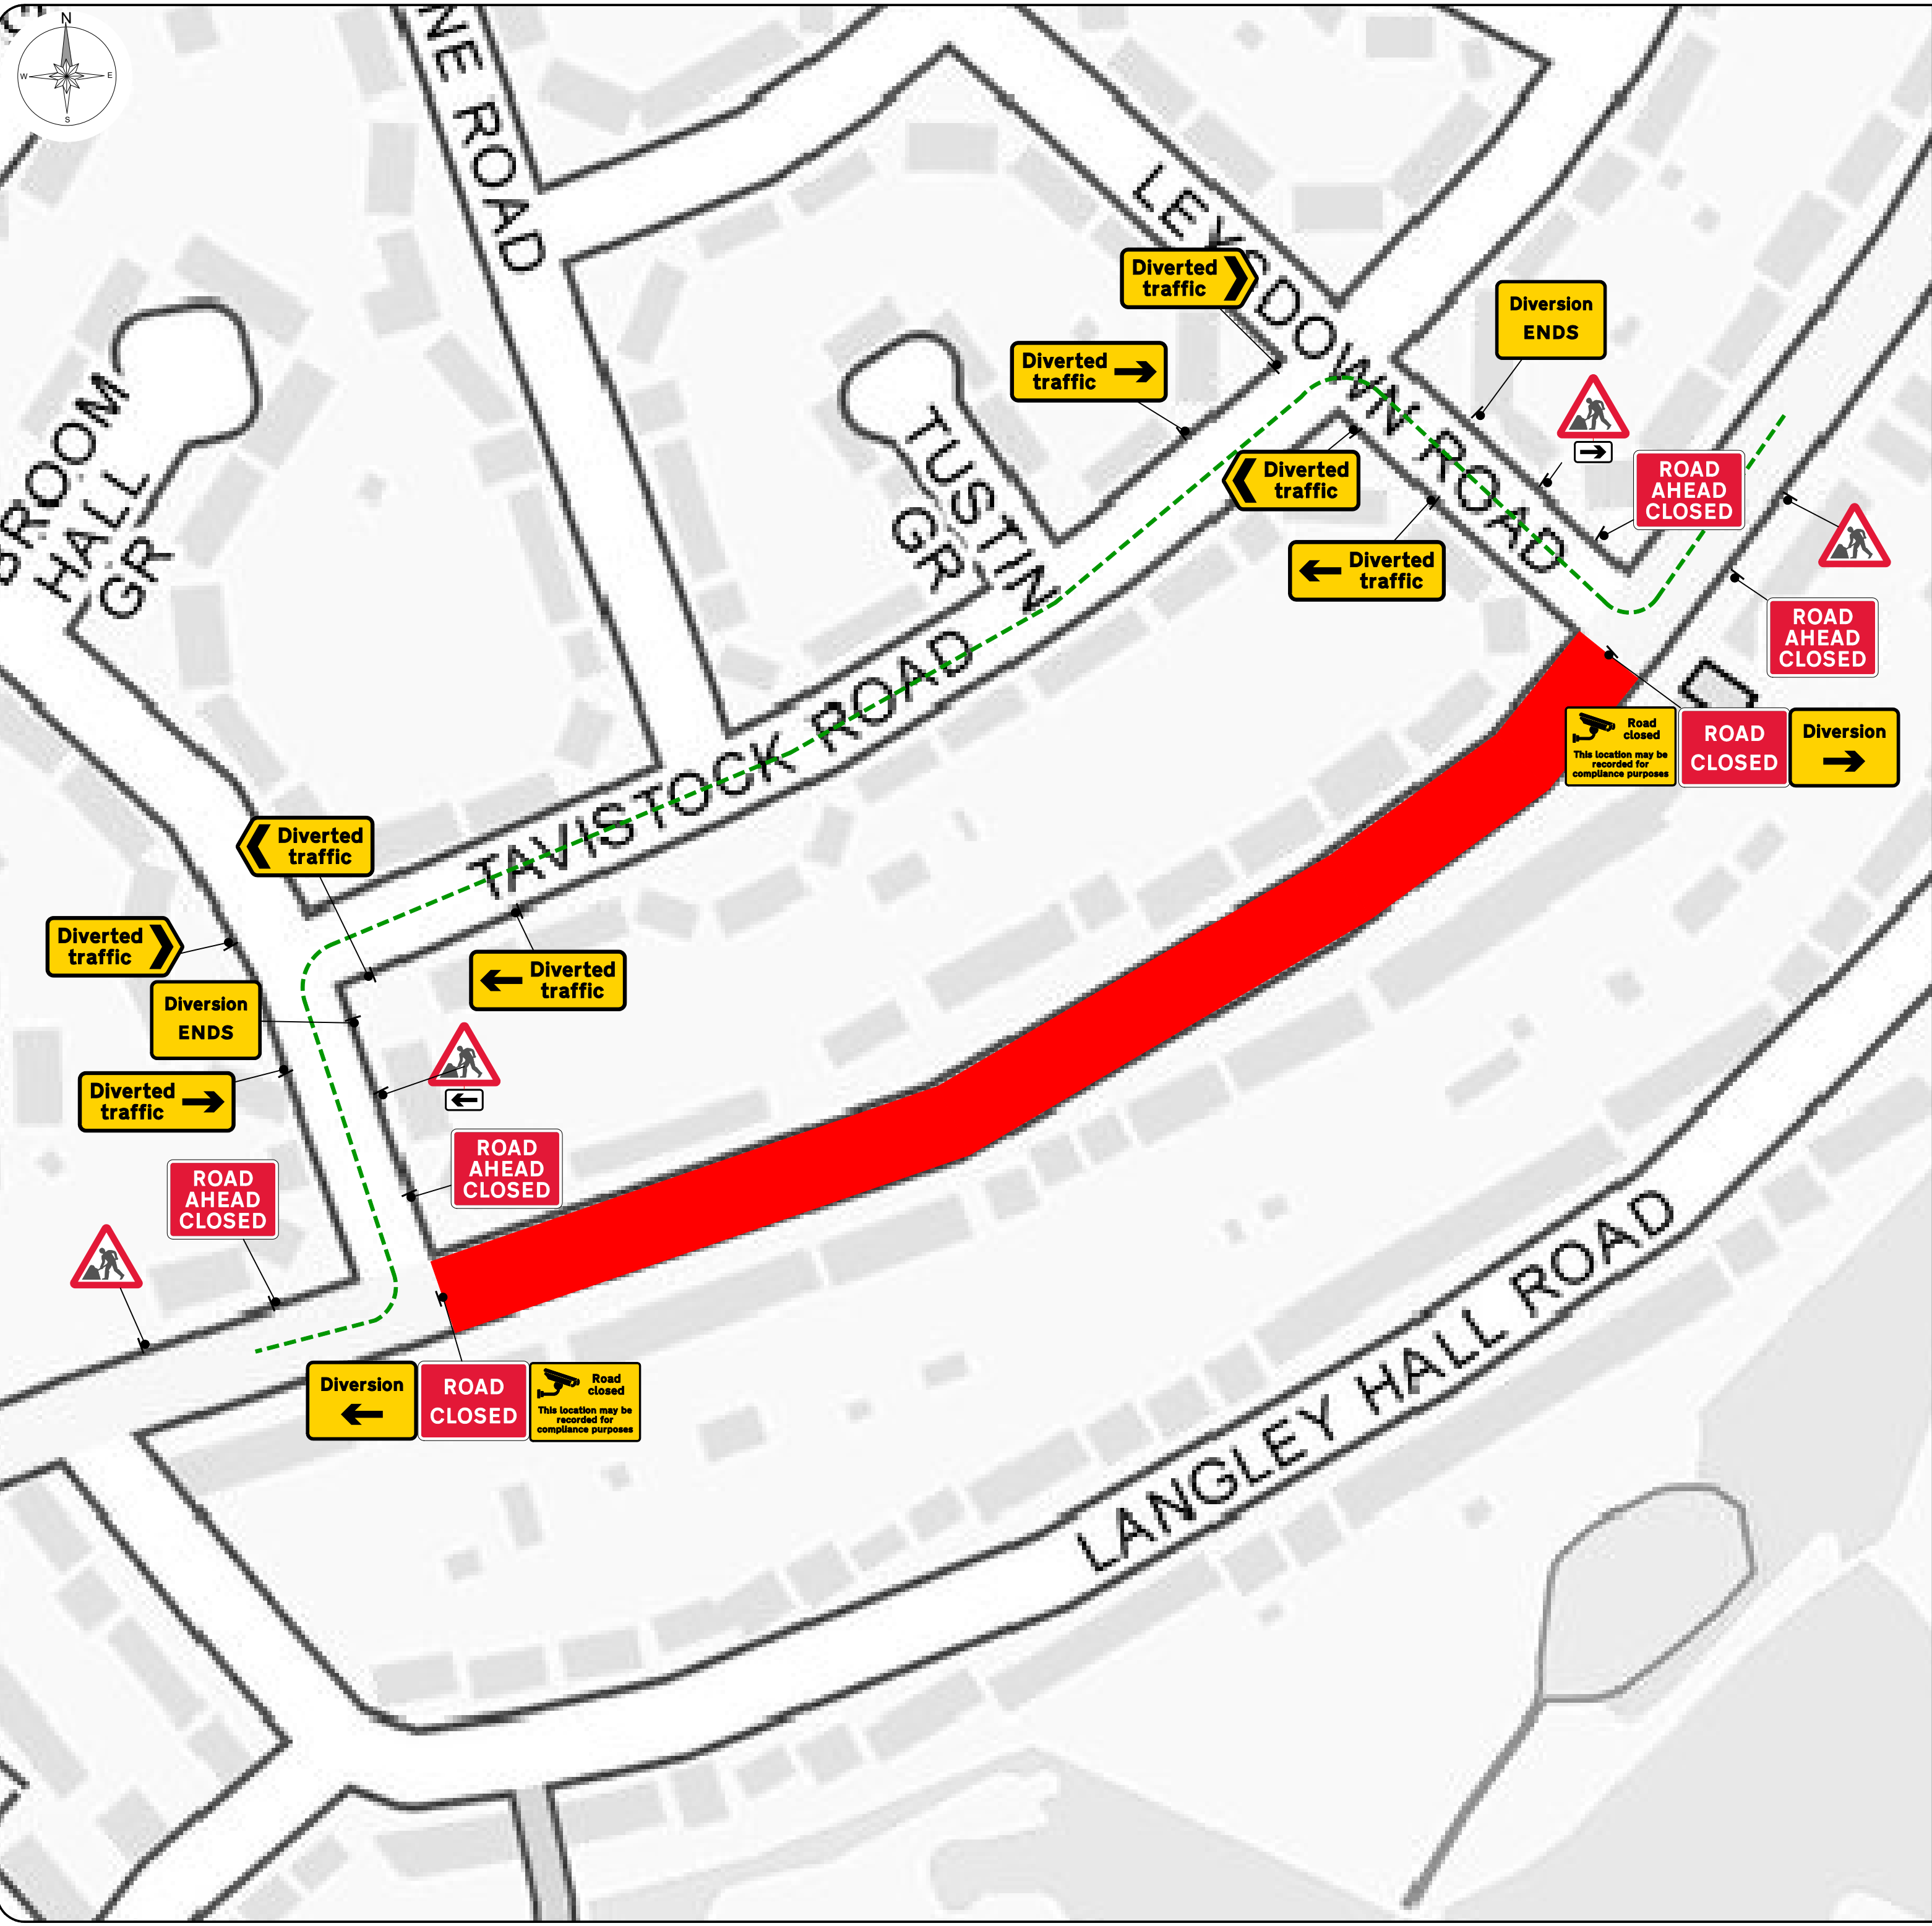 N
W
E
S
NE ROAD
LEYSDOWN ROAD
Diverted
traffic
Diversion
ENDS
Diverted
traffic
BROOM
HALL
GR
TUSTIN
GR
Diverted
traffic
ROAD
AHEAD
CLOSED
Diverted
traffic
ROAD
AHEAD
CLOSED
TAVISTOCK ROAD
Road
closed
This location may be
recorded for
compliance purposes
ROAD
CLOSED
Diversion
Diverted
traffic
Diverted
traffic
Diverted
traffic
Diversion
ENDS
Diverted
traffic
ROAD
AHEAD
CLOSED
ROAD
AHEAD
CLOSED
LANGLEY HALL ROAD
Diversion
ROAD
CLOSED
Road
closed
This location may be
recorded for
compliance purposes